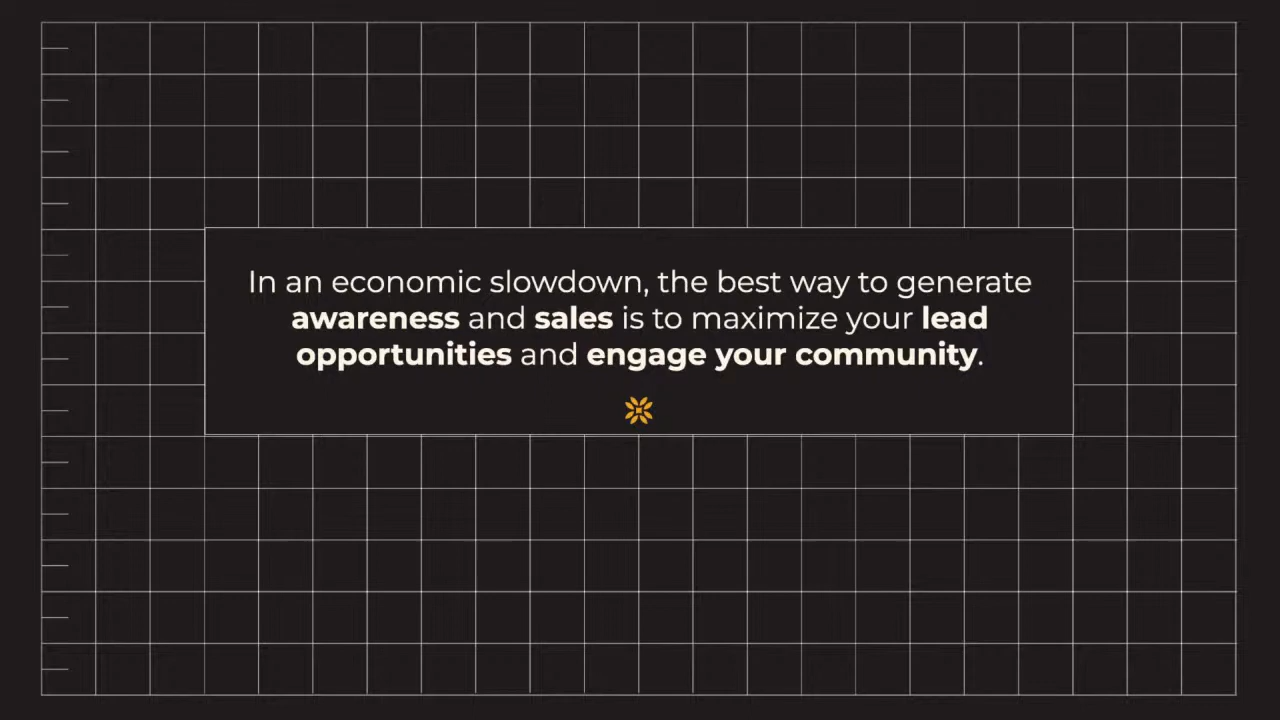 In an economic slowdown, the best way to generate
awareness and sales is to maximize your lead
opportunities and engage your community.